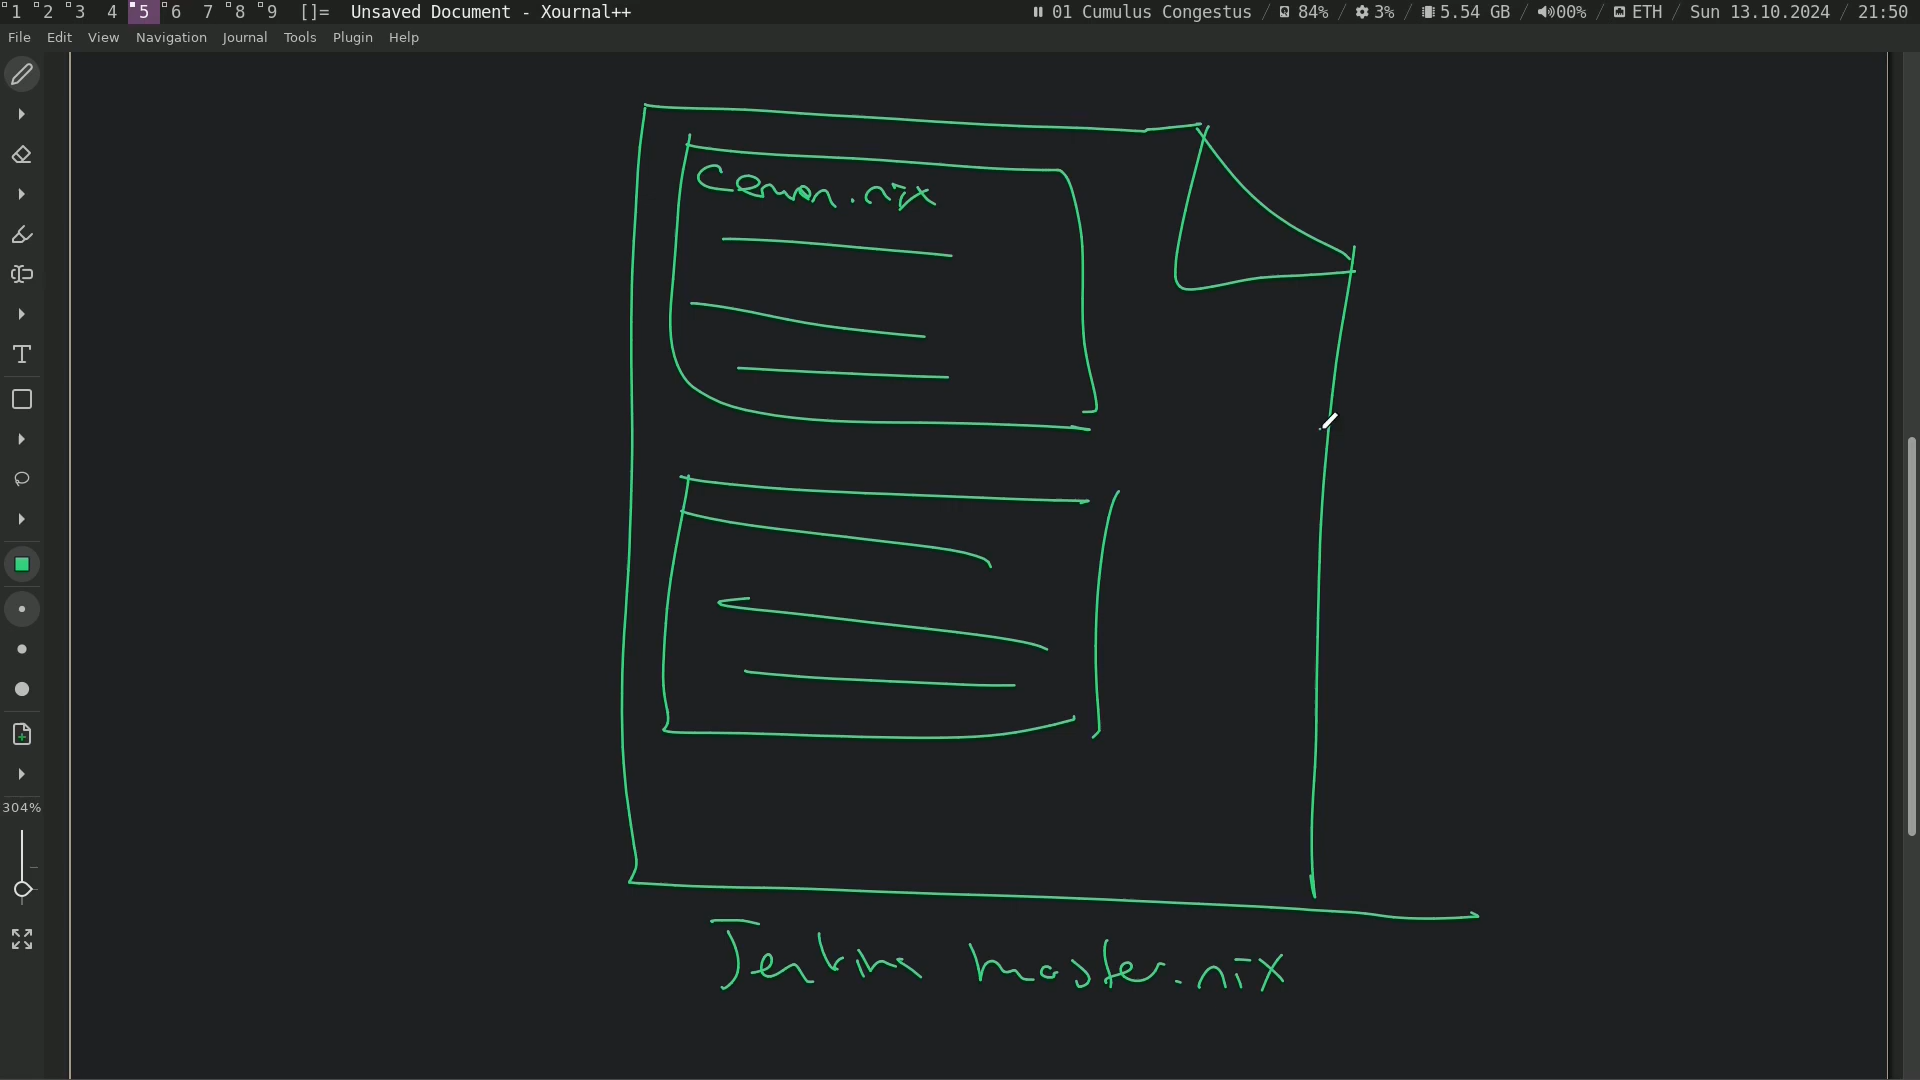 1 2 3 4 5 6 7 8 9 []= Unsaved Document - Xournal++ 01 Cumulus Congestus / 84% / 3% / 5.54 GB / 00% / ETH / Sun 13.10.2024 / 21:50
File Edit View Navigation Journal Tools Plugin Help
Comon.nix
T
304%
Jenkins master.nix